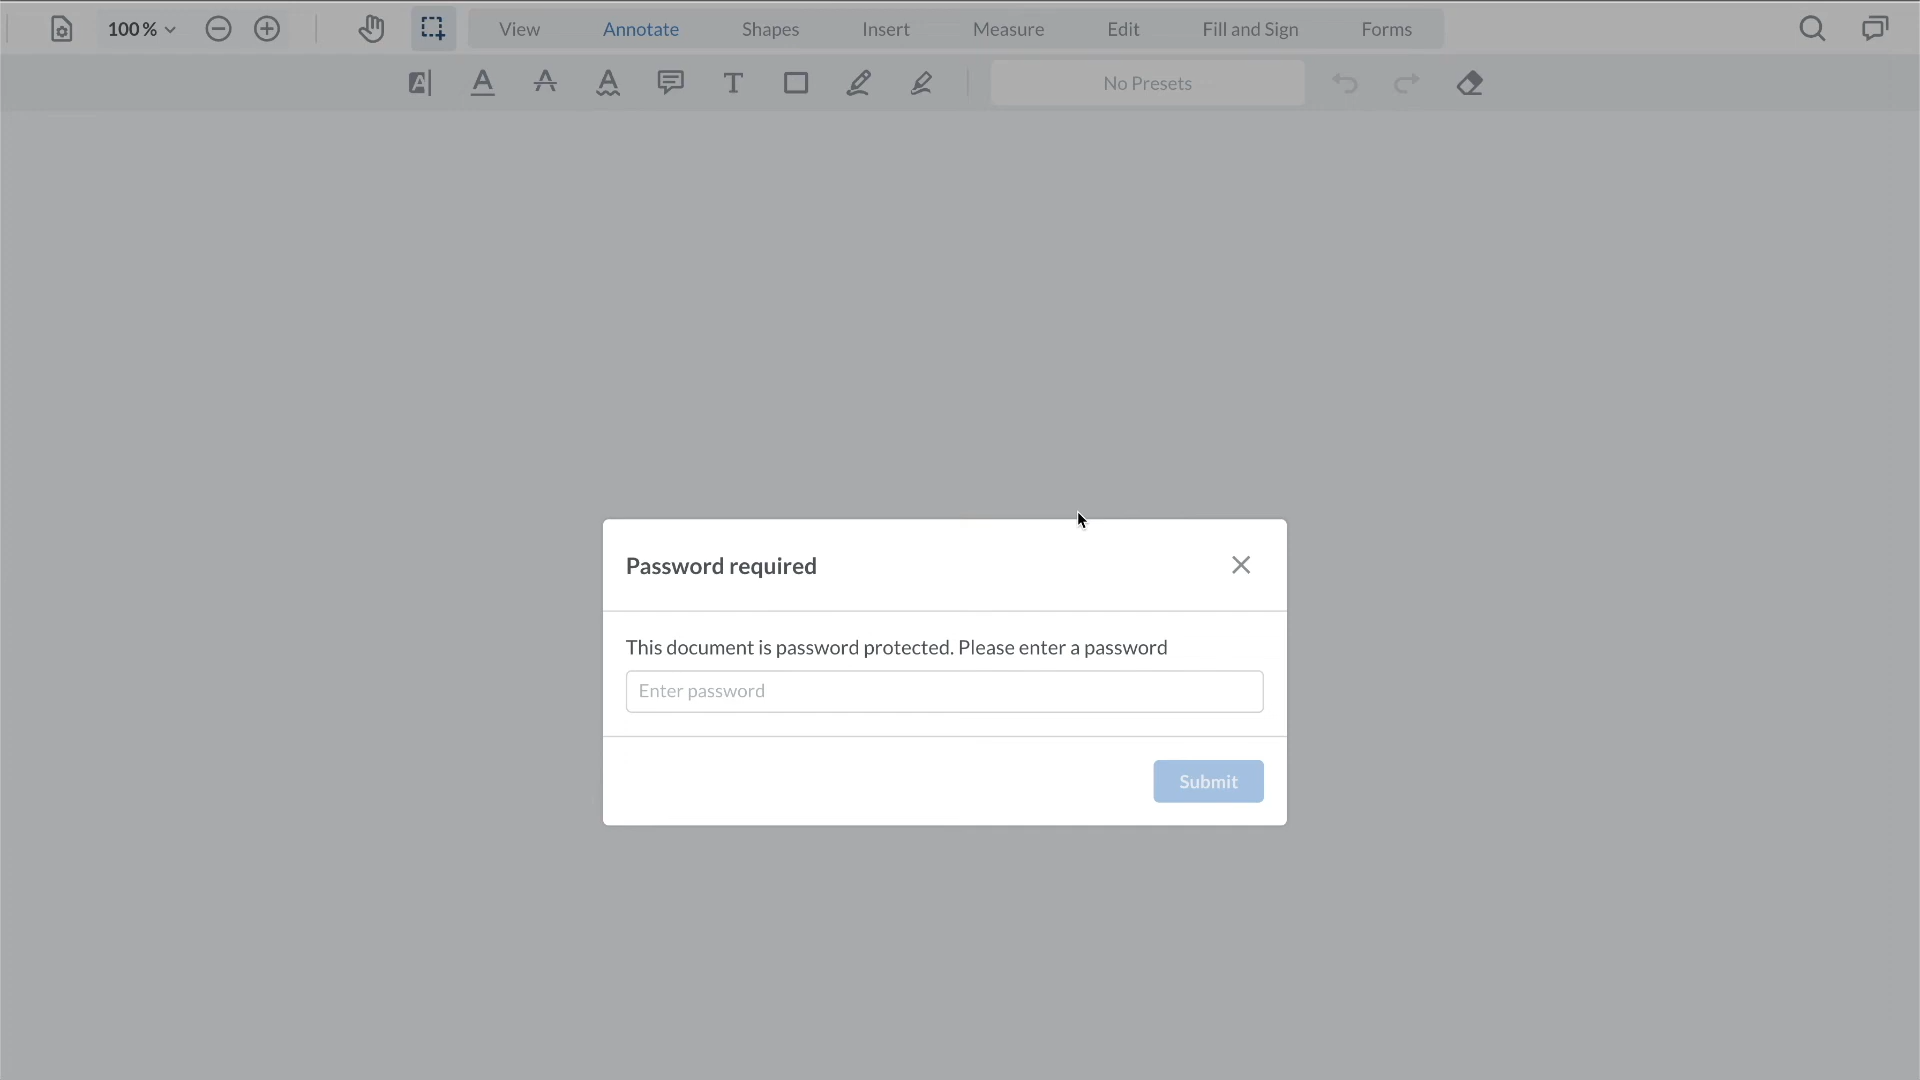 100%
View
Annotate
Shapes
Insert
Measure
Edit
Fill and Sign
Forms
No Presets
Password required
This document is password protected. Please enter a password
Enter password
Submit